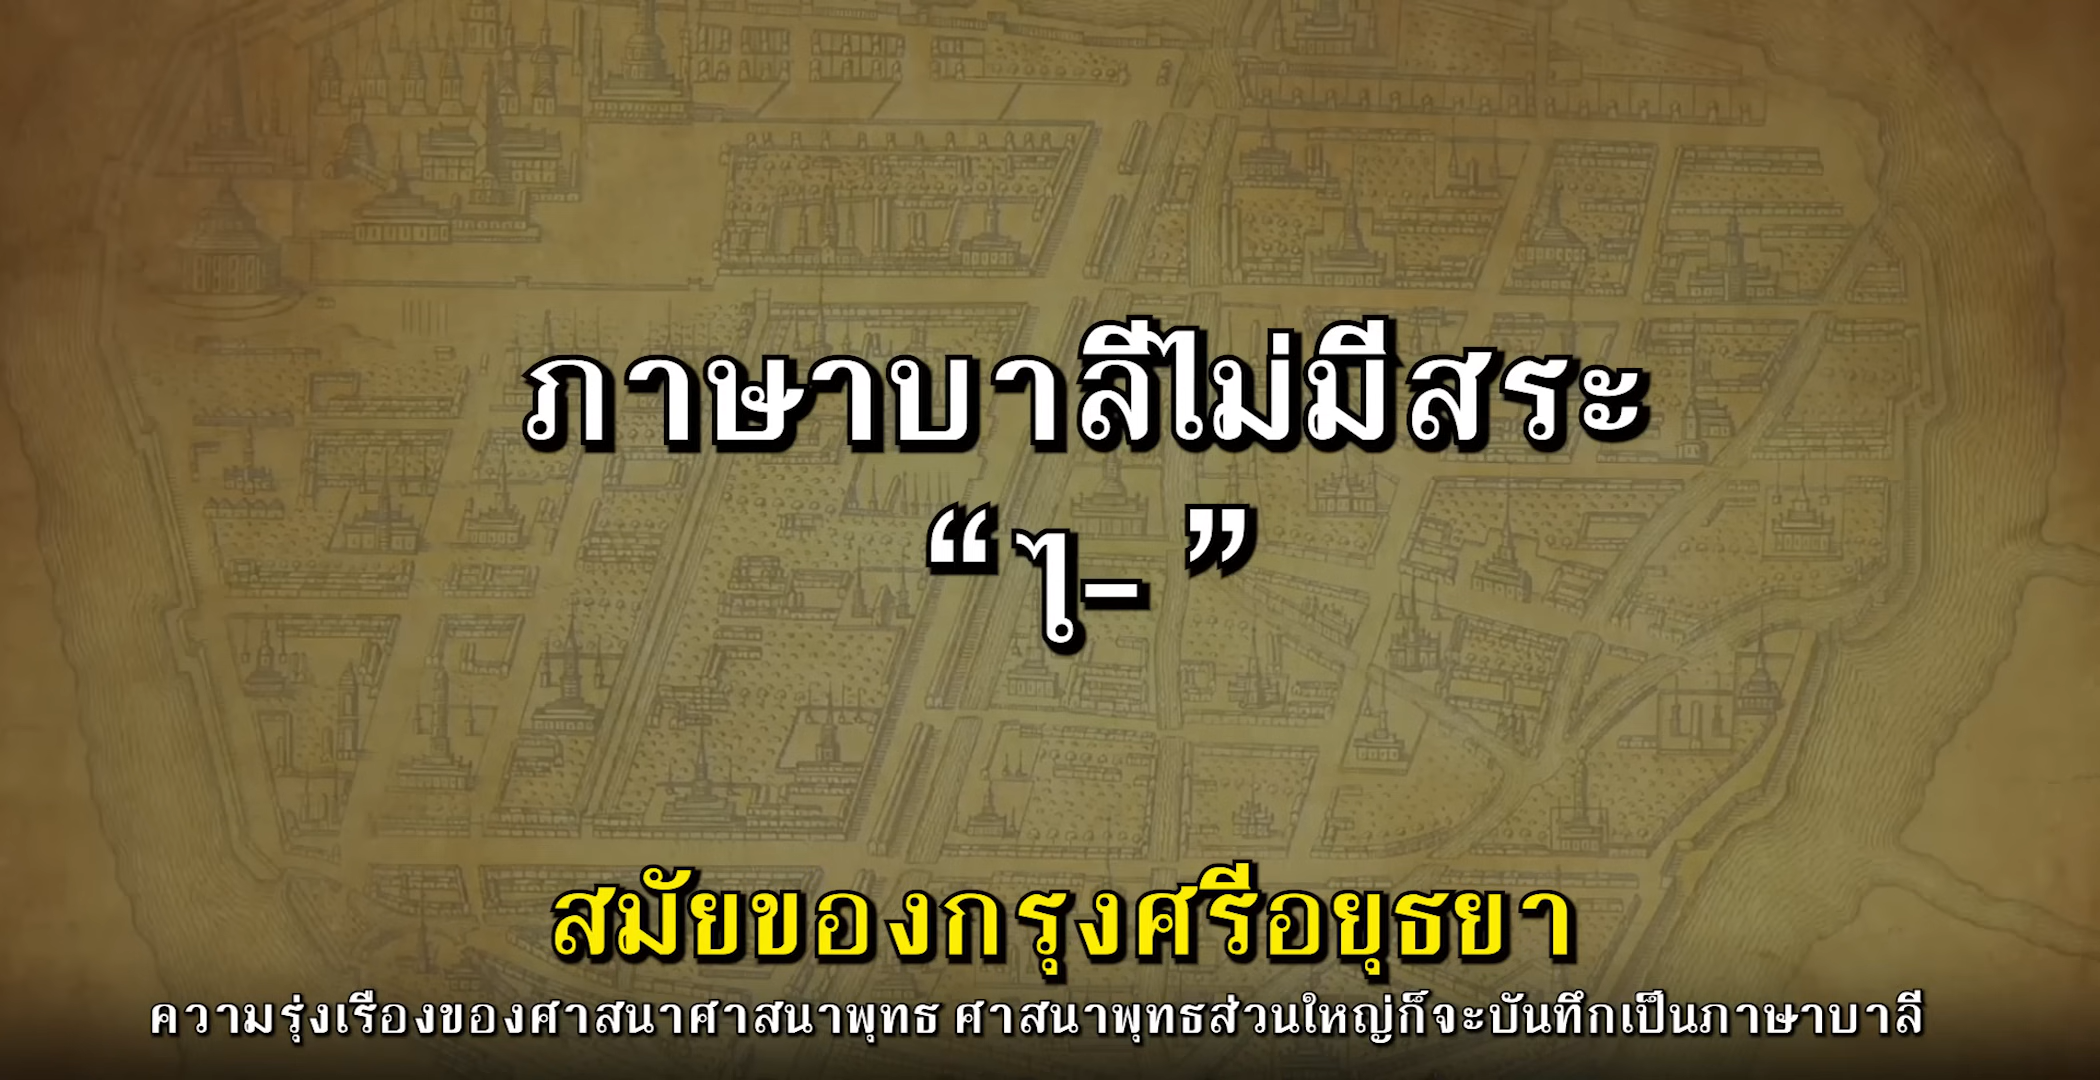 ภาษาบาลีไม่มีสระ
“ไ-”
สมัยของกรุงศรีอยุธยา
ความรุ่งเรืองของศาสนาศาสนาพุทธ ศาสนาพุทธส่วนใหญ่ก็จะบันทึกเป็นภาษาบาลี